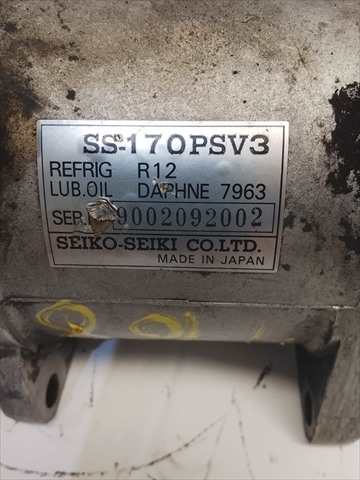 SS-170PSV3
REFRIG R12
LUB.OIL DAPHNE 7963
SER. 9002092002
SEIKO-SEIKI CO.LTD.
MADE IN JAPAN